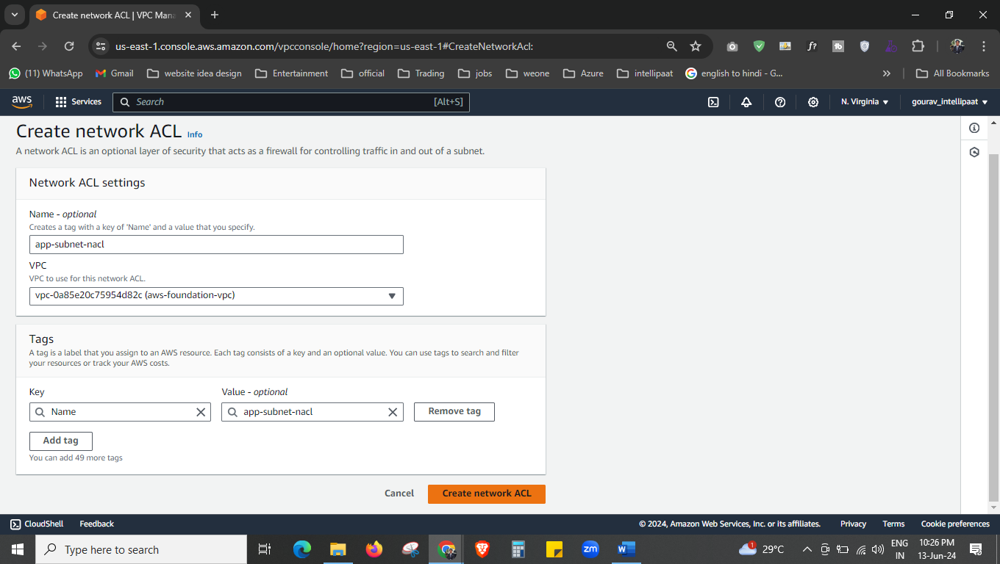 Create network ACL | VPC Mana
us-east-1.console.aws.amazon.com/vpcconsole/home?region=us-east-1#CreateNetworkAcl:
(11) WhatsApp Gmail website idea design Entertainment official Trading jobs weone Azure intellipaat english to hindi - G... All Bookmarks
aws Services Search [Alt+S] N. Virginia gourav_intellipaat
Create network ACL Info
A network ACL is an optional layer of security that acts as a firewall for controlling traffic in and out of a subnet.
Network ACL settings
Name - optional
Creates a tag with a key of 'Name' and a value that you specify.
app-subnet-nacl
VPC
VPC to use for this network ACL.
vpc-0a85e20c75954d82c (aws-foundation-vpc)
Tags
A tag is a label that you assign to an AWS resource. Each tag consists of a key and an optional value. You can use tags to search and filter
your resources or track your AWS costs.
Key Value - optional
Name app-subnet-nacl Remove tag
Add tag
You can add 49 more tags
Cancel Create network ACL
CloudShell Feedback © 2024, Amazon Web Services, Inc. or its affiliates. Privacy Terms Cookie preferences
Type here to search zm W 1 29°C ENG 10:26 PM
IN 13-Jun-24